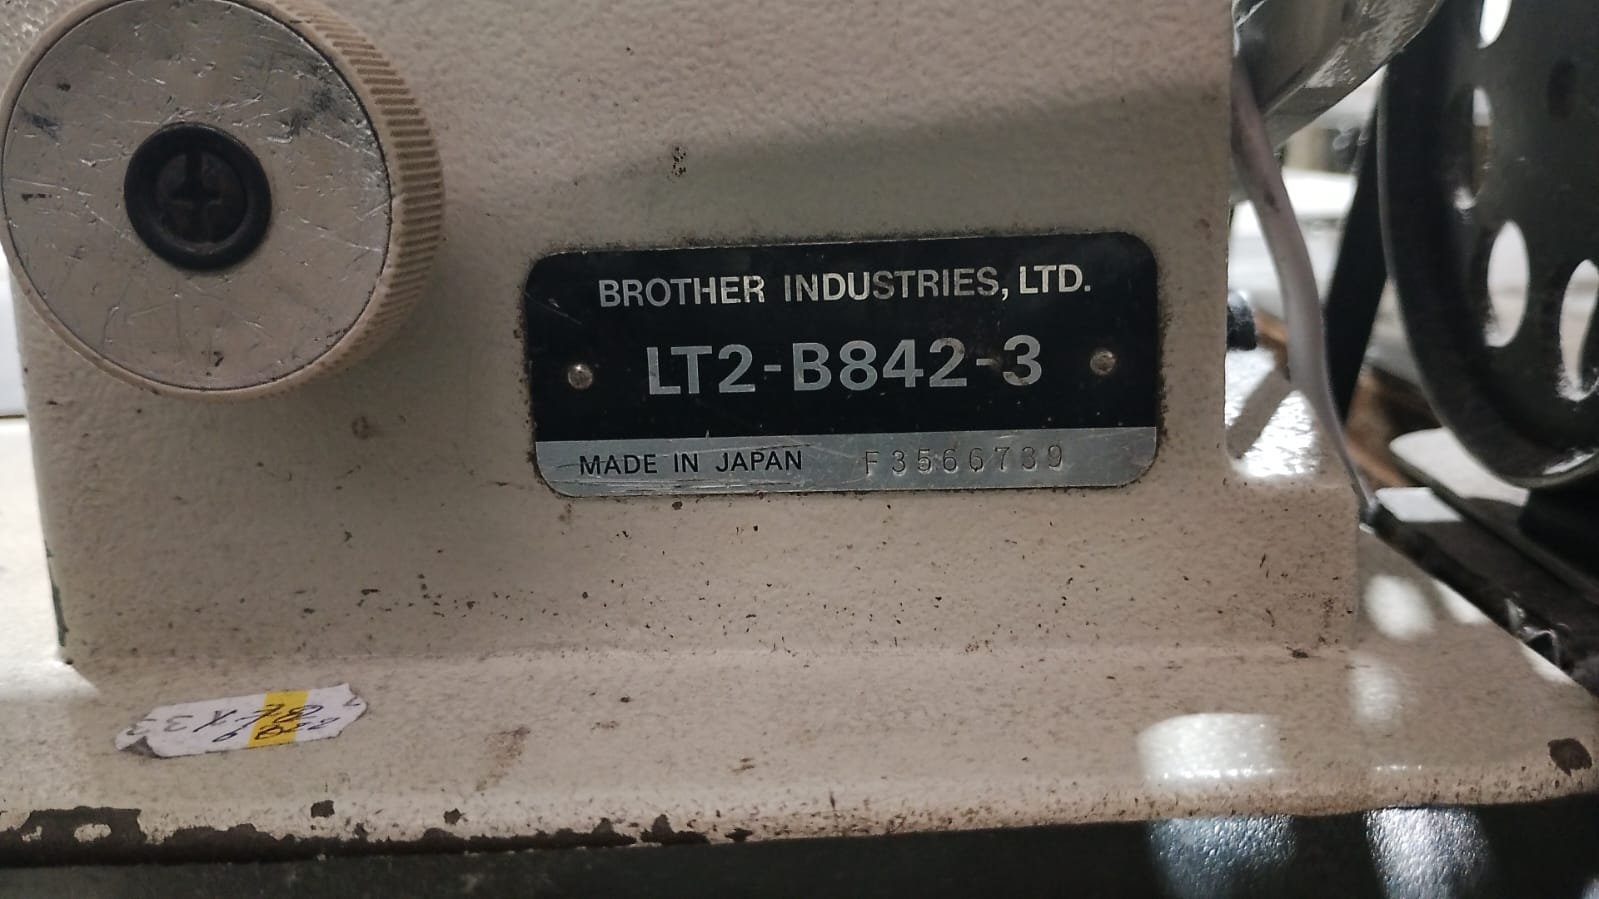 BROTHER INDUSTRIES, LTD.
LT2-B842-3
MADE IN JAPAN F3566739